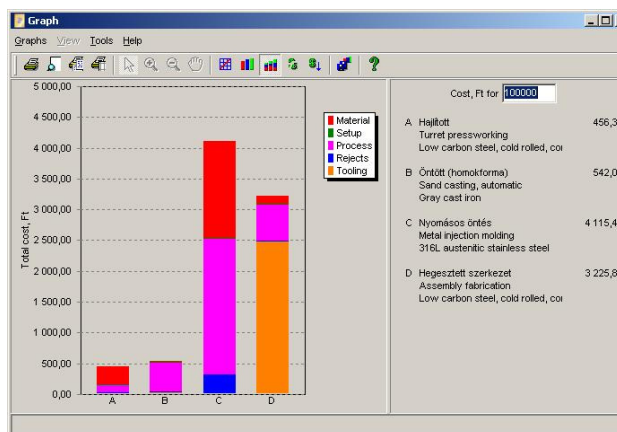 Graph
Graphs View Tools Help
5 000,00
4 500,00
4 000,00
3 500,00
3 000,00
2 500,00
2 000,00
1 500,00
1 000,00
500,00
0,00
Total cost, Ft
A B C D
Material
Setup
Process
Rejects
Tooling
Cost, Ft for 100000
A Hajlított 456,3
Turret pressworking
Low carbon steel, cold rolled, coi
B Öntött (homokforma) 542,0
Sand casting, automatic
Gray cast iron
C Nyomásos öntés 4 115,4
Metal injection molding
316L austenitic stainless steel
D Hegesztett szerkezet 3 225,8
Assembly fabrication
Low carbon steel, cold rolled, coi